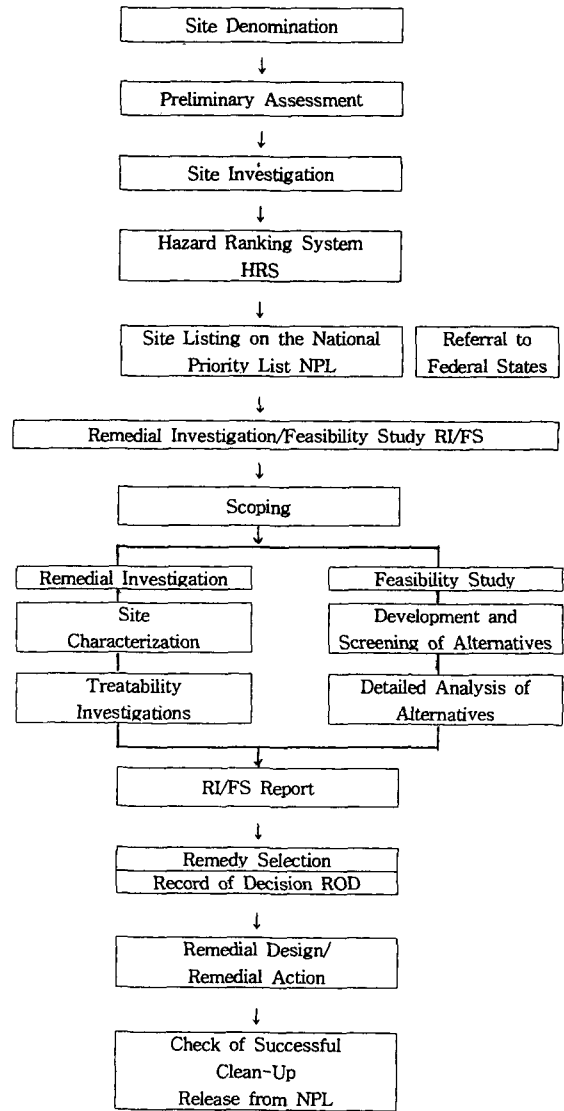 Site Denomination
↓
Preliminary Assessment
↓
Site Investigation
↓
Hazard Ranking System
HRS
↓
Site Listing on the National
Priority List NPL
Referral to
Federal States
↓
Remedial Investigation/Feasibility Study RI/FS
↓
Scoping
Remedial Investigation
Site
Characterization
Treatability
Investigations
Feasibility Study
Development and
Screening of Alternatives
Detailed Analysis of
Alternatives
RI/FS Report
↓
Remedy Selection
Record of Decision ROD
↓
Remedial Design/
Remedial Action
↓
Check of Successful
Clean-Up
Release from NPL